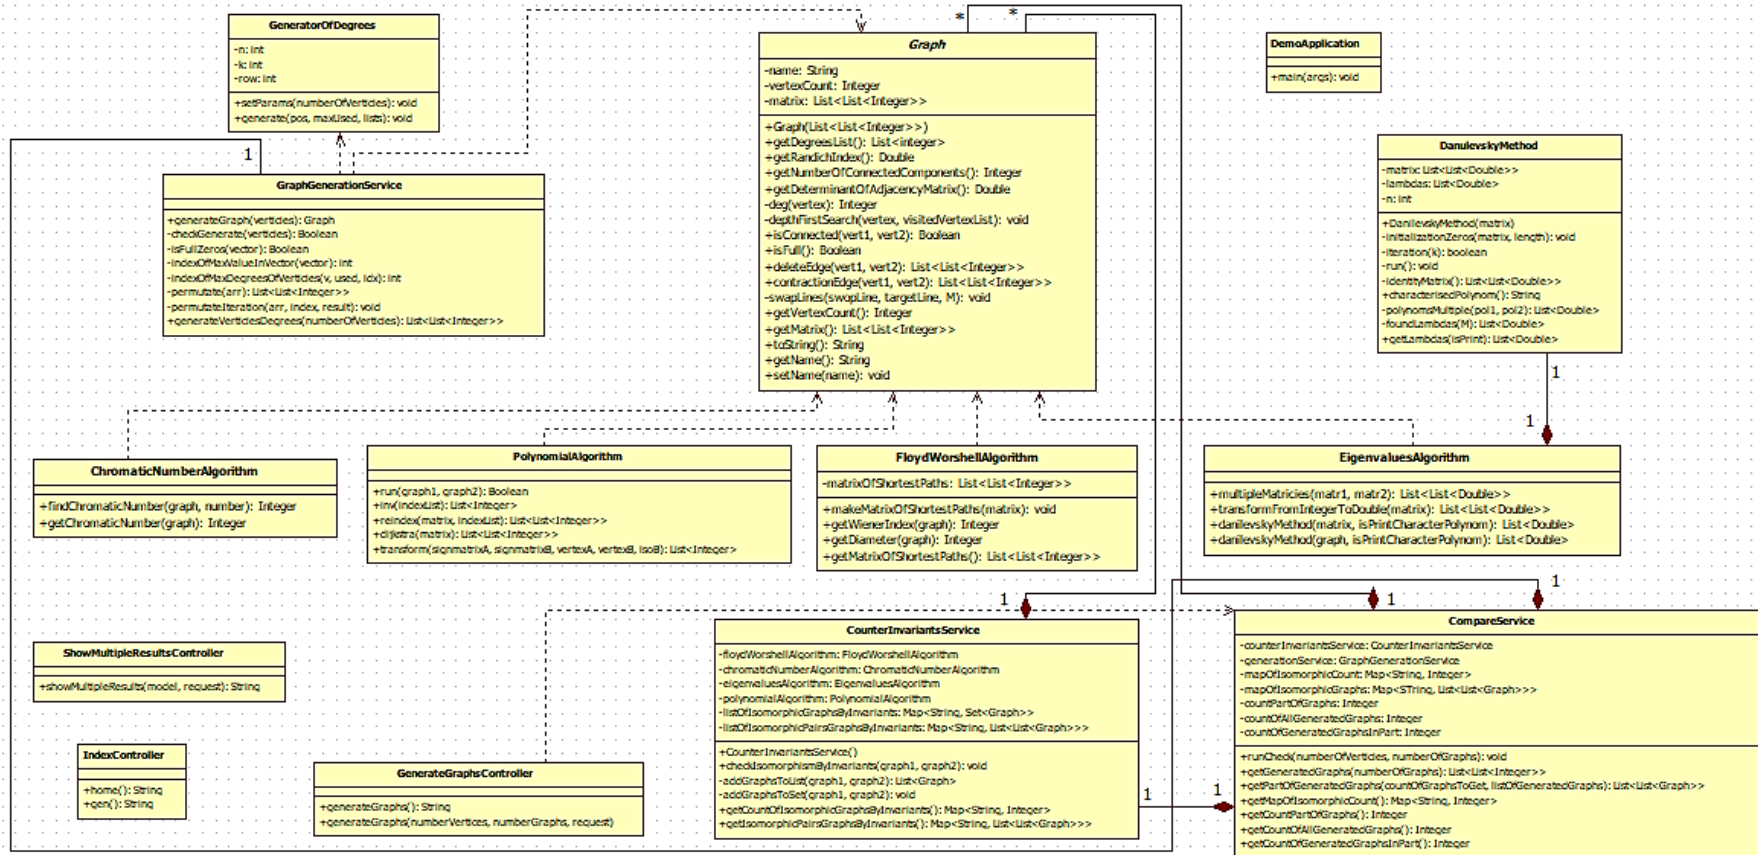 GeneratorOfDegrees
-n: int
-k: int
-row: int
+setParams(numberOfVerticies): void
+generate(pos, maxUsed, lists): void
1
GraphGenerationService
+generateGraph(verticies): Graph
-checkGenerate(verticies): Boolean
-isFullZeros(vector): Boolean
-indexOfMaxValueInVector(vector): int
-indexOfMaxDegreesOfVerticies(v, used, idx): int
-permutate(arr): List<List<Integer>>
-permutateIteration(arr, index, result): void
+generateVerticiesDegrees(numberOfVerticies): List<List<Integer>>
*
*
Graph
-name: String
-vertexCount: Integer
-matrix: List<List<Integer>>
+Graph(List<List<Integer>>)
+getDegreesList(): List<integer>
+getRandichIndex(): Double
+getNumberOfConnectedComponents(): Integer
+getDeterminantOfAdjacencyMatrix(): Double
-deg(vertex): Integer
-depthFirstSearch(vertex, visitedVertexList): void
+isConnected(vert1, vert2): Boolean
+isFull(): Boolean
+deleteEdge(vert1, vert2): List<List<Integer>>
+contractionEdge(vert1, vert2): List<List<Integer>>
-swapLines(swopLine, targetLine, M): void
+getVertexCount(): Integer
+getMatrix(): List<List<Integer>>
+toString(): String
+getName(): String
+setName(name): void
DemoApplication
+main(args): void
DanulevskyMethod
-matrix: List<List<Double>>
-lambdas: List<Double>
-n: int
+DanilevskyMethod(matrix)
-initializationZeros(matrix, length): void
-iteration(k): boolean
-run(): void
-identityMatrix(): List<List<Double>>
+characterisedPolynom(): String
-polynomsMultiple(pol1, pol2): List<Double>
-foundLambdas(M): List<Double>
+getLambdas(isPrint): List<Double>
1
1
ChromaticNumberAlgorithm
+findChromaticNumber(graph, number): Integer
+getChromaticNumber(graph): Integer
PolynomialAlgorithm
+run(graph1, graph2): Boolean
+inv(indexList): List<Integer>
+reindex(matrix, indexList): List<List<Integer>>
+dijkstra(matrix): List<List<Integer>>
+transform(signmatrixA, signmatrixB, vertexA, vertexB, isoB): List<Integer>
FloydWorshellAlgorithm
-matrixOfShortestPaths: List<List<Integer>>
+makeMatrixOfShortestPaths(matrix): void
+getWienerIndex(graph): Integer
+getDiameter(graph): Integer
+getMatrixOfShortestPaths(): List<List<Integer>>
EigenvaluesAlgorithm
+multipleMatricies(matr1, matr2): List<List<Double>>
+transformFromIntegerToDouble(matrix): List<List<Double>>
+danilevskyMethod(matrix, isPrintCharacterPolynom): List<Double>
+danilevskyMethod(graph, isPrintCharacterPolynom): List<Double>
1
1
1
ShowMultipleResultsController
+showMultipleResults(model, request): String
IndexController
+home(): String
+gen(): String
GenerateGraphsController
+generateGraphs(): String
+generateGraphs(numberVertices, numberGraphs, request)
CounterInvariantsService
-floydWorshellAlgorithm: FloydWorshellAlgorithm
-chromaticNumberAlgorithm: ChromaticNumberAlgorithm
-eigenvaluesAlgorithm: EigenvaluesAlgorithm
-polynomialAlgorithm: PolynomialAlgorithm
-listOfIsomorphicGraphsByInvariants: Map<String, Set<Graph>>
-listOfIsomorphicPairsGraphsByInvariants: Map<String, List<List<Graph>>>
+CounterInvariantsService()
+checkIsomorphismByInvariants(graph1, graph2): void
-addGraphsToList(graph1, graph2): List<Graph>
-addGraphsToSet(graph1, graph2): void
+getCountOfIsomorphicGraphsByInvariants(): Map<String, Integer>
+getIsomorphicPairsGraphsByInvariants(): Map<String, List<List<Graph>>>
1
1
CompareService
-counterInvariantsService: CounterInvariantsService
-generationService: GraphGenerationService
-mapOfIsomorphicCount: Map<String, Integer>
-mapOfIsomorphicGraphs: Map<STring, List<List<Graph>>>
-countPartOfGraphs: Integer
-countOfAllGeneratedGraphs: Integer
-countOfGeneratedGraphsInPart: Integer
+runCheck(numberOfVerticies, numberOfGraphs): void
+getGeneratedGraphs(numberOfGraphs): List<List<Integer>>
+getPartOfGeneratedGraphs(countOfGraphsToGet, listOfGeneratedGraphs): List<List<Graph>>
+getMapOfIsomorphicCount(): Map<String, Integer>
+getCountPartOfGraphs(): Integer
+getCountOfAllGeneratedGraphs(): Integer
+getCountOfGeneratedGraphsInPart(): Integer